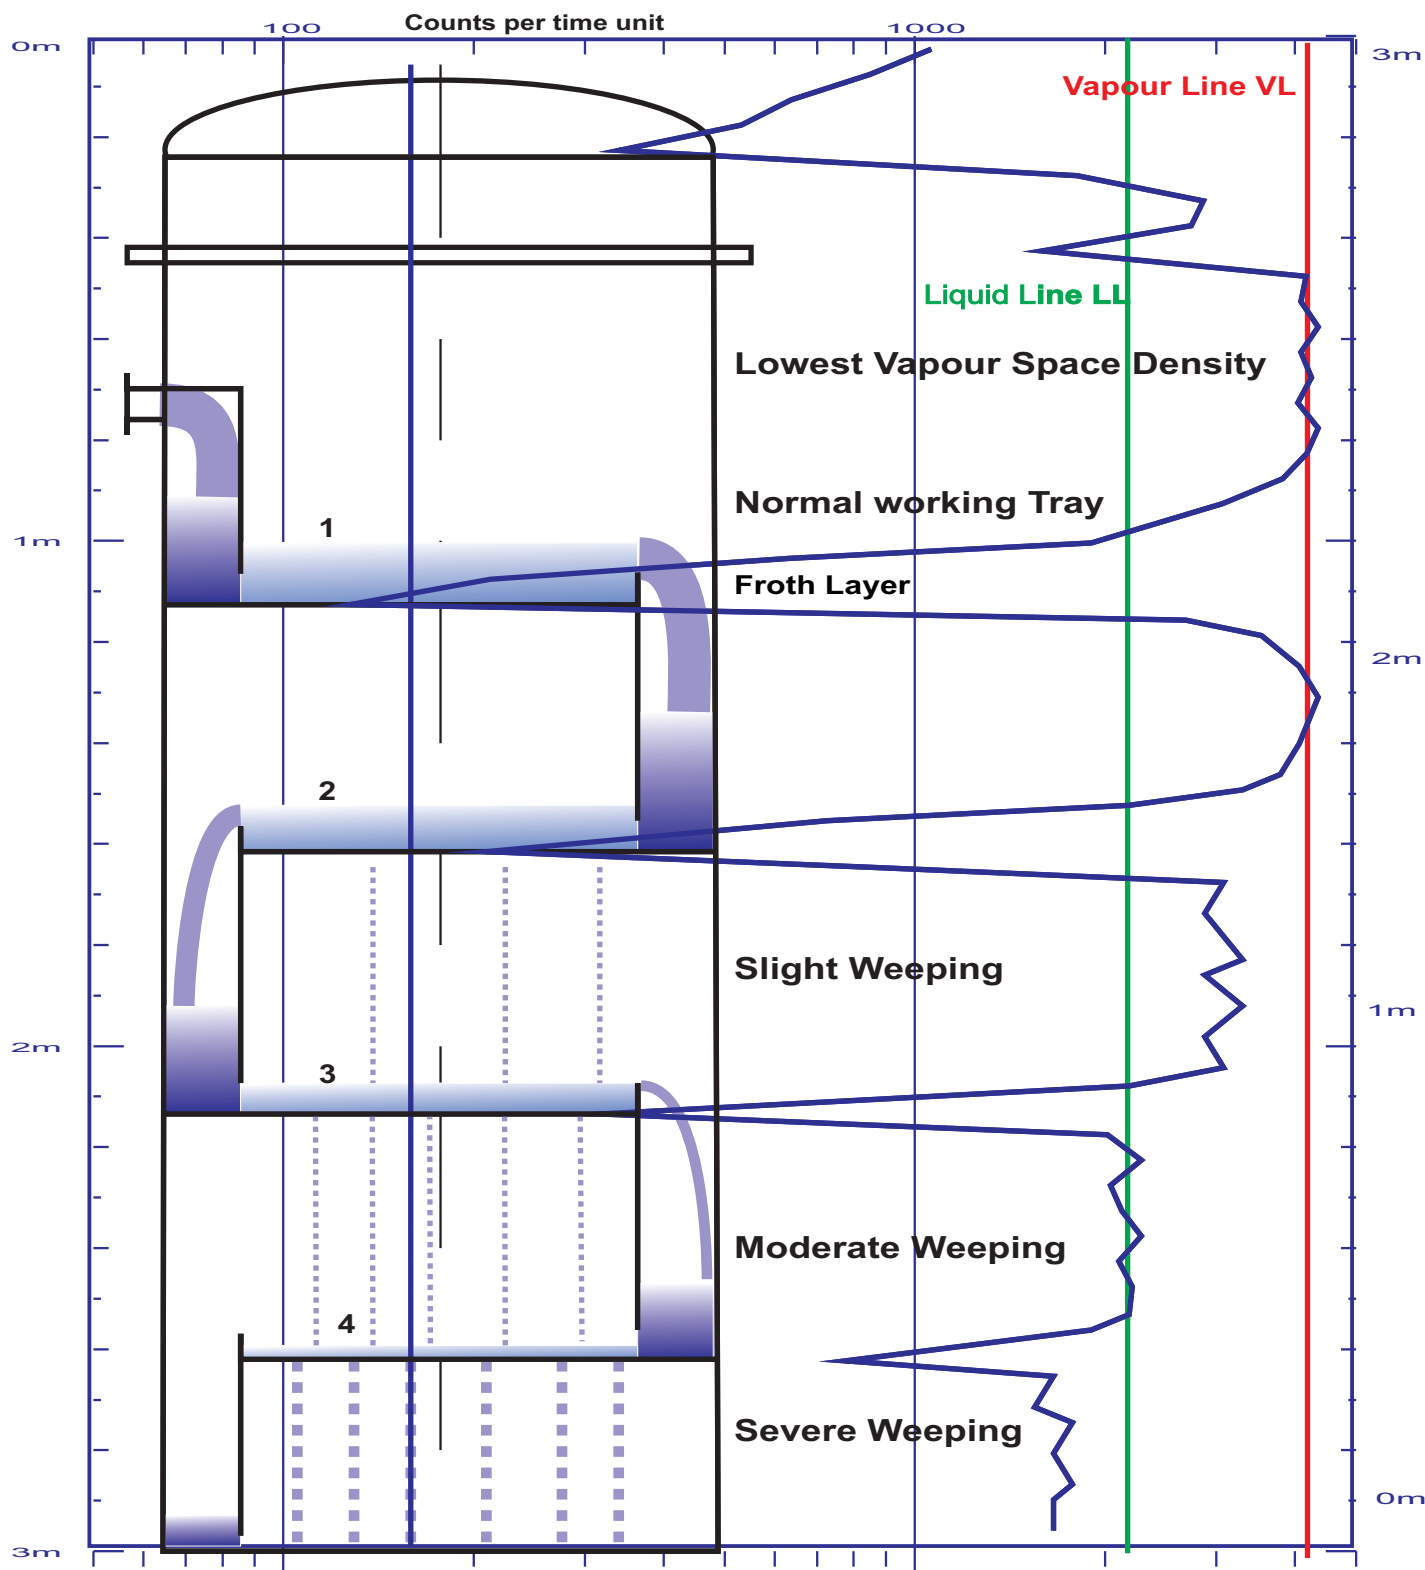 Counts per time unit
100
1000
0m
3m
Vapour Line VL
Liquid Line LL
Lowest Vapour Space Density
Normal working Tray
1
1m
Froth Layer
2m
2
Slight Weeping
1m
2m
3
Moderate Weeping
4
Severe Weeping
0m
3m